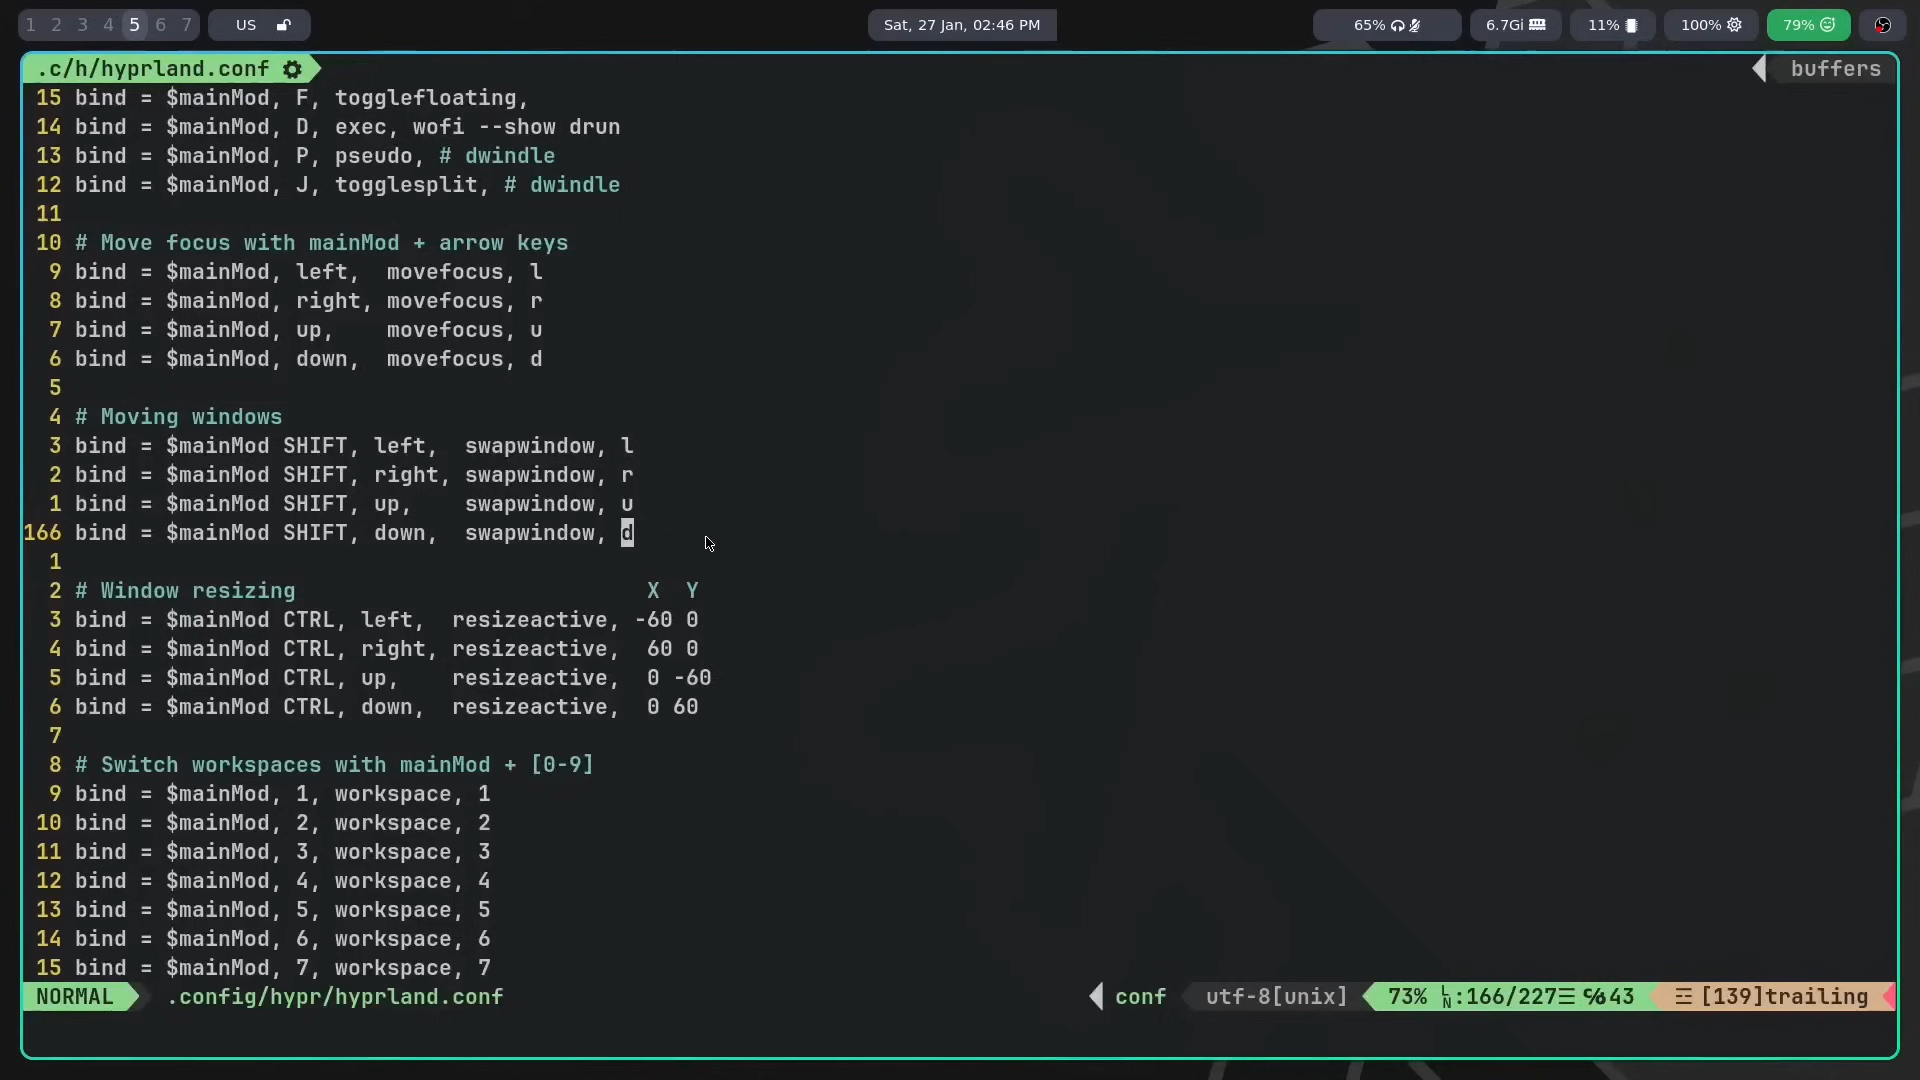 1 2 3 4 5 6 7 US Sat, 27 Jan, 02:46 PM 65% 6.7Gi 11% 100% 79%
.c/h/hyprland.conf buffers
15 bind = $mainMod, F, togglefloating,
14 bind = $mainMod, D, exec, wofi --show drun
13 bind = $mainMod, P, pseudo, # dwindle
12 bind = $mainMod, J, togglesplit, # dwindle
11
10 # Move focus with mainMod + arrow keys
9 bind = $mainMod, left,  movefocus, l
8 bind = $mainMod, right, movefocus, r
7 bind = $mainMod, up,    movefocus, u
6 bind = $mainMod, down,  movefocus, d
5
4 # Moving windows
3 bind = $mainMod SHIFT, left,  swapwindow, l
2 bind = $mainMod SHIFT, right, swapwindow, r
1 bind = $mainMod SHIFT, up,    swapwindow, u
166 bind = $mainMod SHIFT, down,  swapwindow, d
1
2 # Window resizing                           X  Y
3 bind = $mainMod CTRL, left,  resizeactive, -60 0
4 bind = $mainMod CTRL, right, resizeactive,  60 0
5 bind = $mainMod CTRL, up,    resizeactive,  0 -60
6 bind = $mainMod CTRL, down,  resizeactive,  0 60
7
8 # Switch workspaces with mainMod + [0-9]
9 bind = $mainMod, 1, workspace, 1
10 bind = $mainMod, 2, workspace, 2
11 bind = $mainMod, 3, workspace, 3
12 bind = $mainMod, 4, workspace, 4
13 bind = $mainMod, 5, workspace, 5
14 bind = $mainMod, 6, workspace, 6
15 bind = $mainMod, 7, workspace, 7
NORMAL .config/hypr/hyprland.conf conf utf-8[unix] 73% LN:166/227☰ ℅43 ☲ [139]trailing